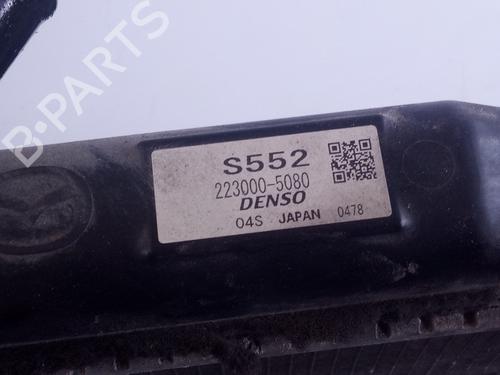 B-PARTS
S552
223000-5080
DENSO
04S JAPAN 0478